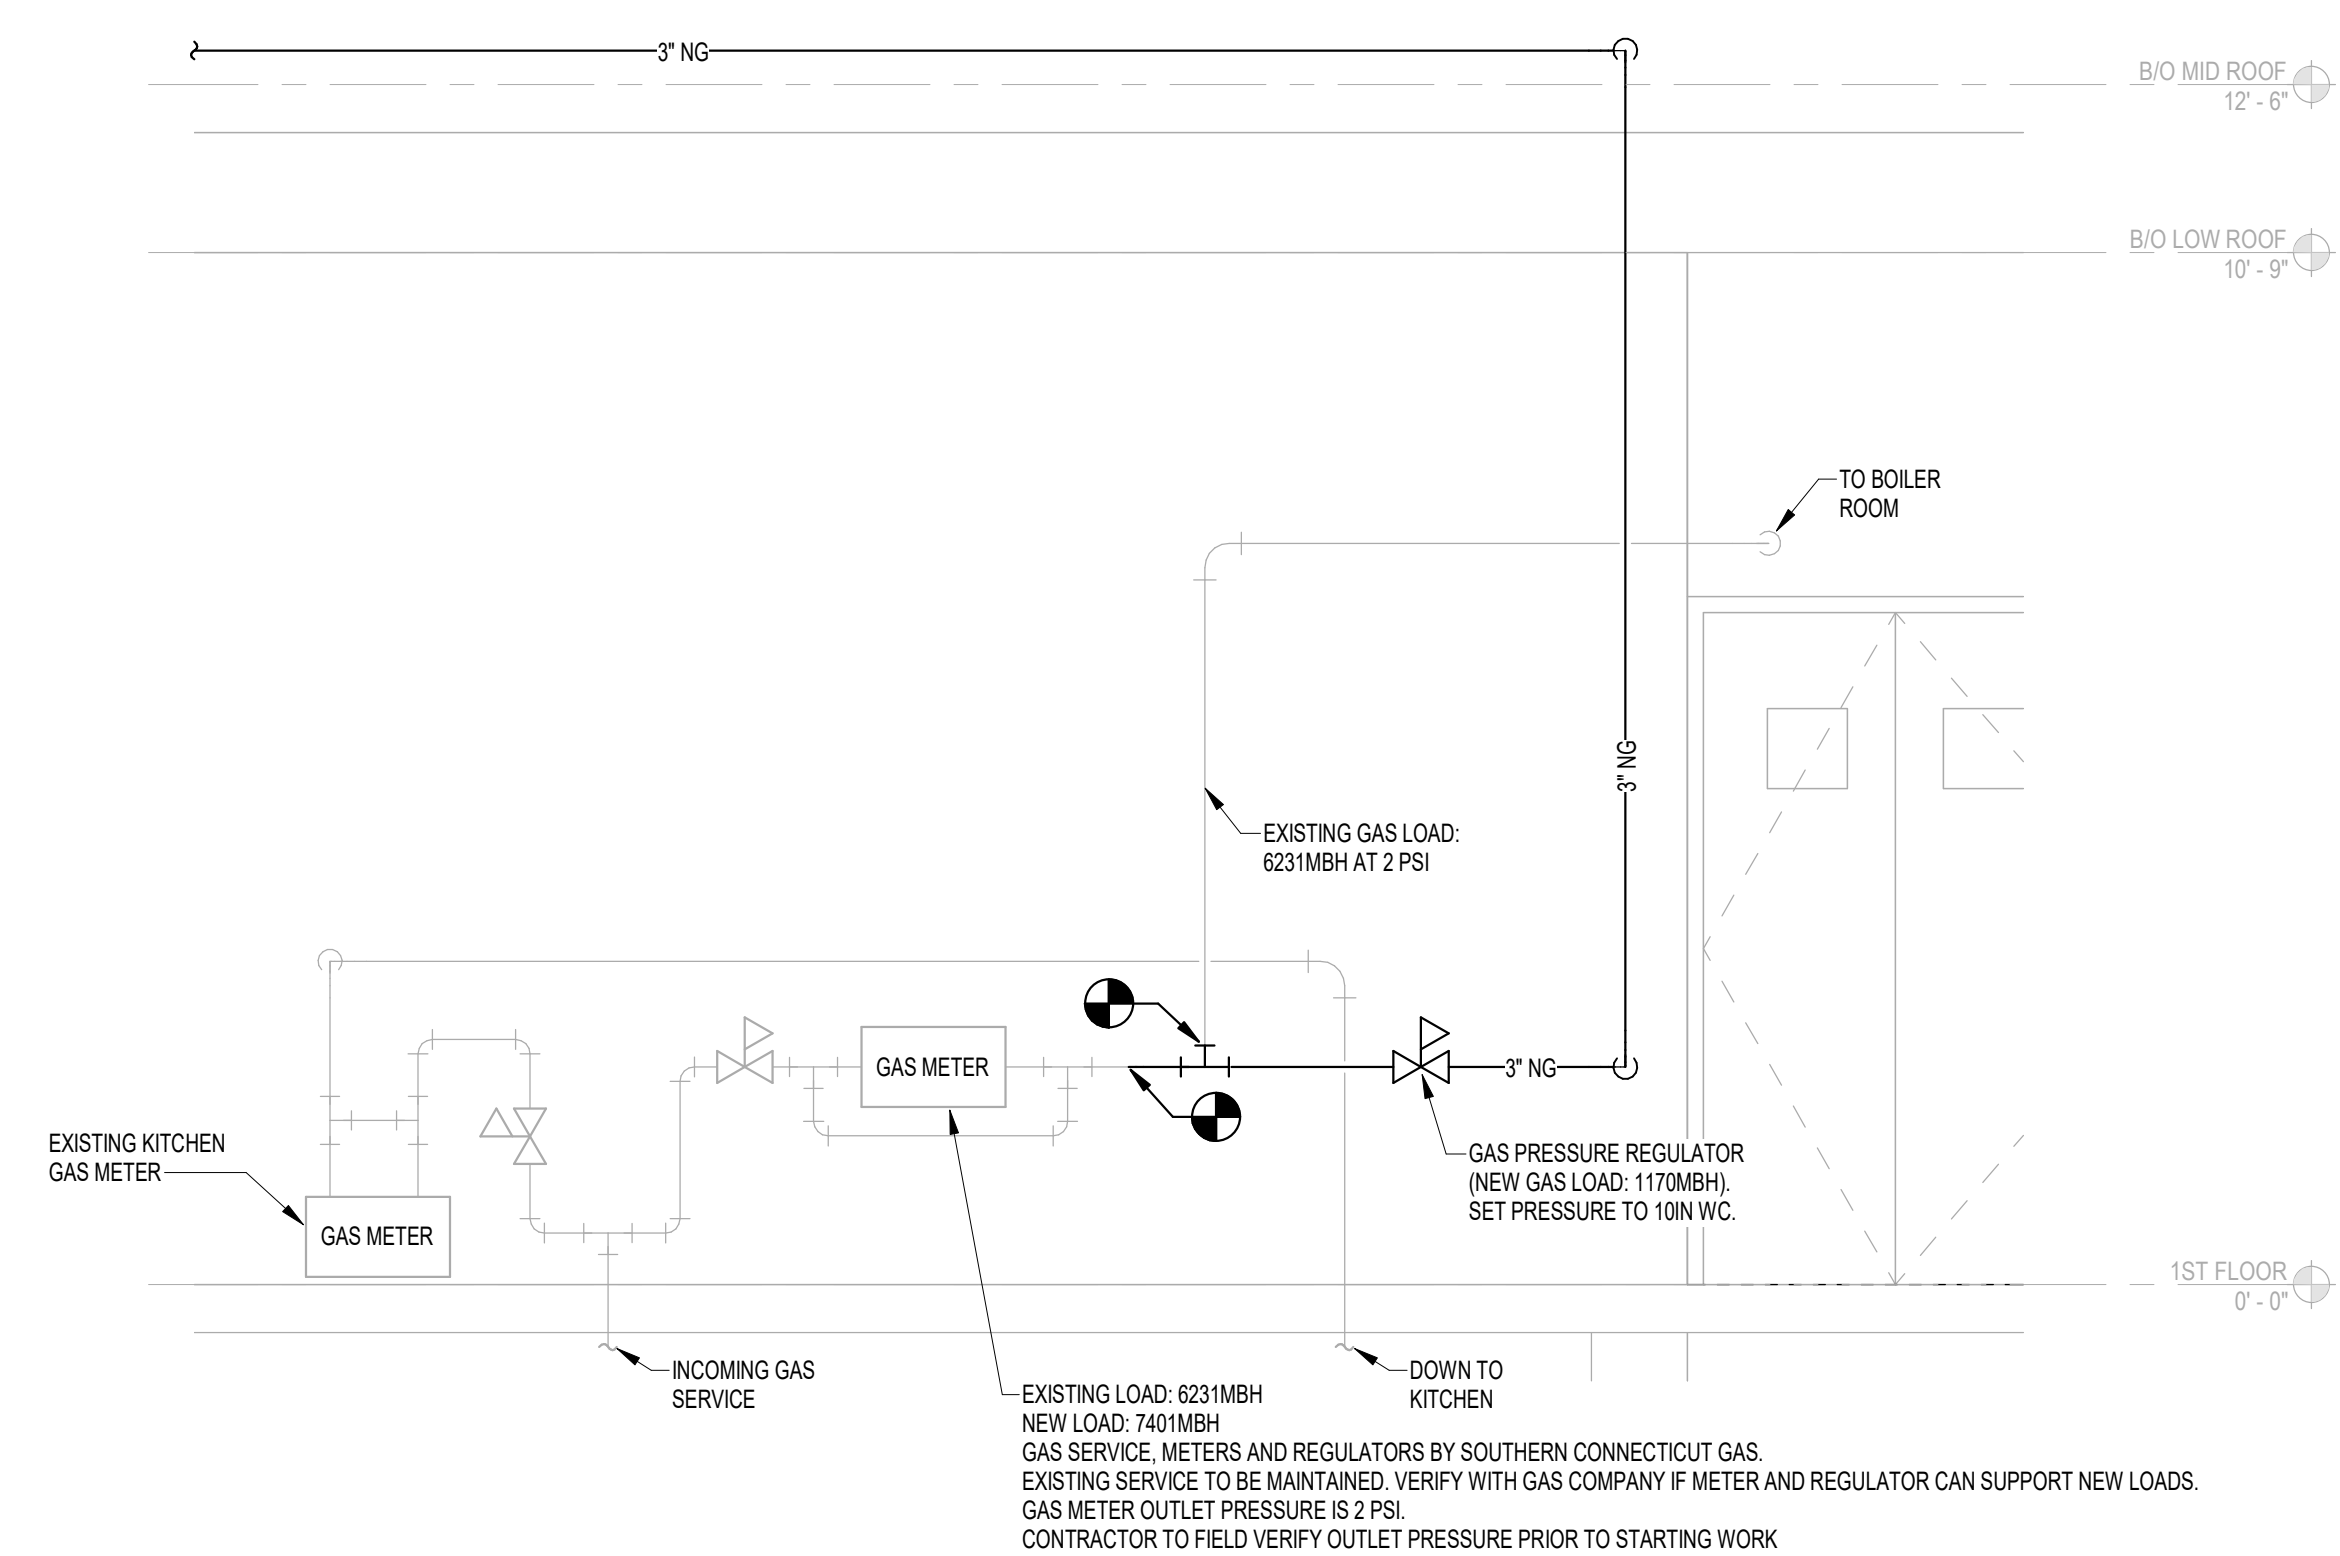 3" NG
B/O MID ROOF
12' - 6"
B/O LOW ROOF
10' - 9"
TO BOILER
ROOM
3" NG
EXISTING GAS LOAD:
6231MBH AT 2 PSI
GAS METER
3" NG
EXISTING KITCHEN
GAS METER
GAS METER
GAS PRESSURE REGULATOR
(NEW GAS LOAD: 1170MBH).
SET PRESSURE TO 10IN WC.
1ST FLOOR
0' - 0"
INCOMING GAS
SERVICE
DOWN TO
KITCHEN
EXISTING LOAD: 6231MBH
NEW LOAD: 7401MBH
GAS SERVICE, METERS AND REGULATORS BY SOUTHERN CONNECTICUT GAS.
EXISTING SERVICE TO BE MAINTAINED. VERIFY WITH GAS COMPANY IF METER AND REGULATOR CAN SUPPORT NEW LOADS.
GAS METER OUTLET PRESSURE IS 2 PSI.
CONTRACTOR TO FIELD VERIFY OUTLET PRESSURE PRIOR TO STARTING WORK